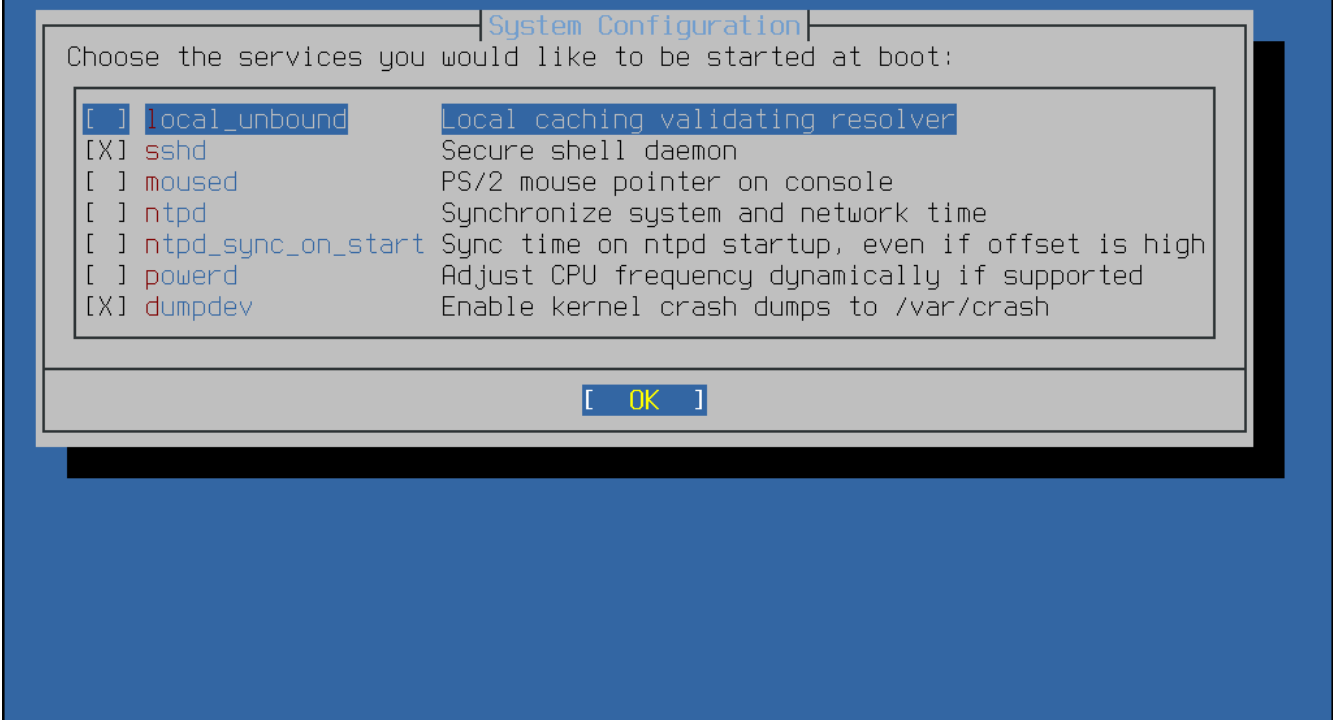 System Configuration
Choose the services you would like to be started at boot:
[ ] local_unbound Local caching validating resolver
[X] sshd Secure shell daemon
[ ] moused PS/2 mouse pointer on console
[ ] ntpd Synchronize system and network time
[ ] ntpd_sync_on_start Sync time on ntpd startup, even if offset is high
[ ] powerd Adjust CPU frequency dynamically if supported
[X] dumpdev Enable kernel crash dumps to /var/crash
[ OK ]